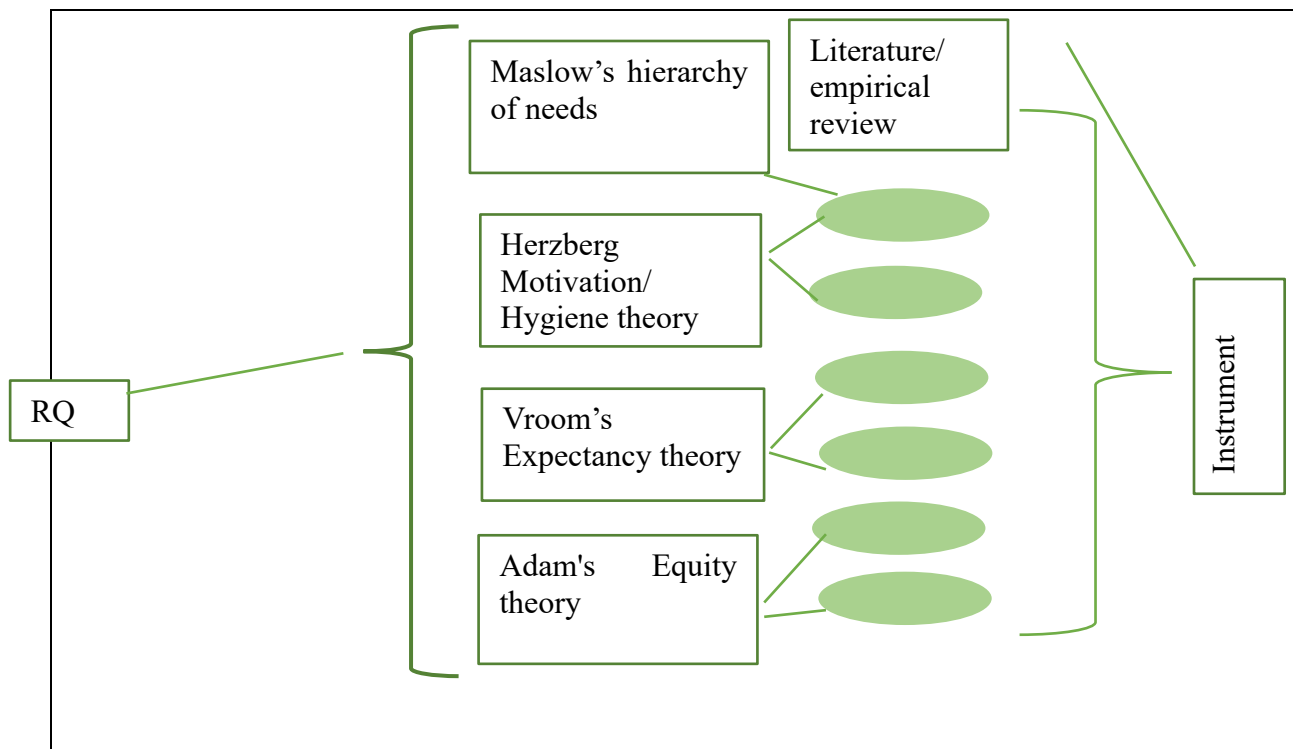 Maslow’s hierarchy
of needs
Literature/
empirical
review
Herzberg
Motivation/
Hygiene theory
RQ
Vroom’s
Expectancy theory
Instrument
Adam's Equity
theory